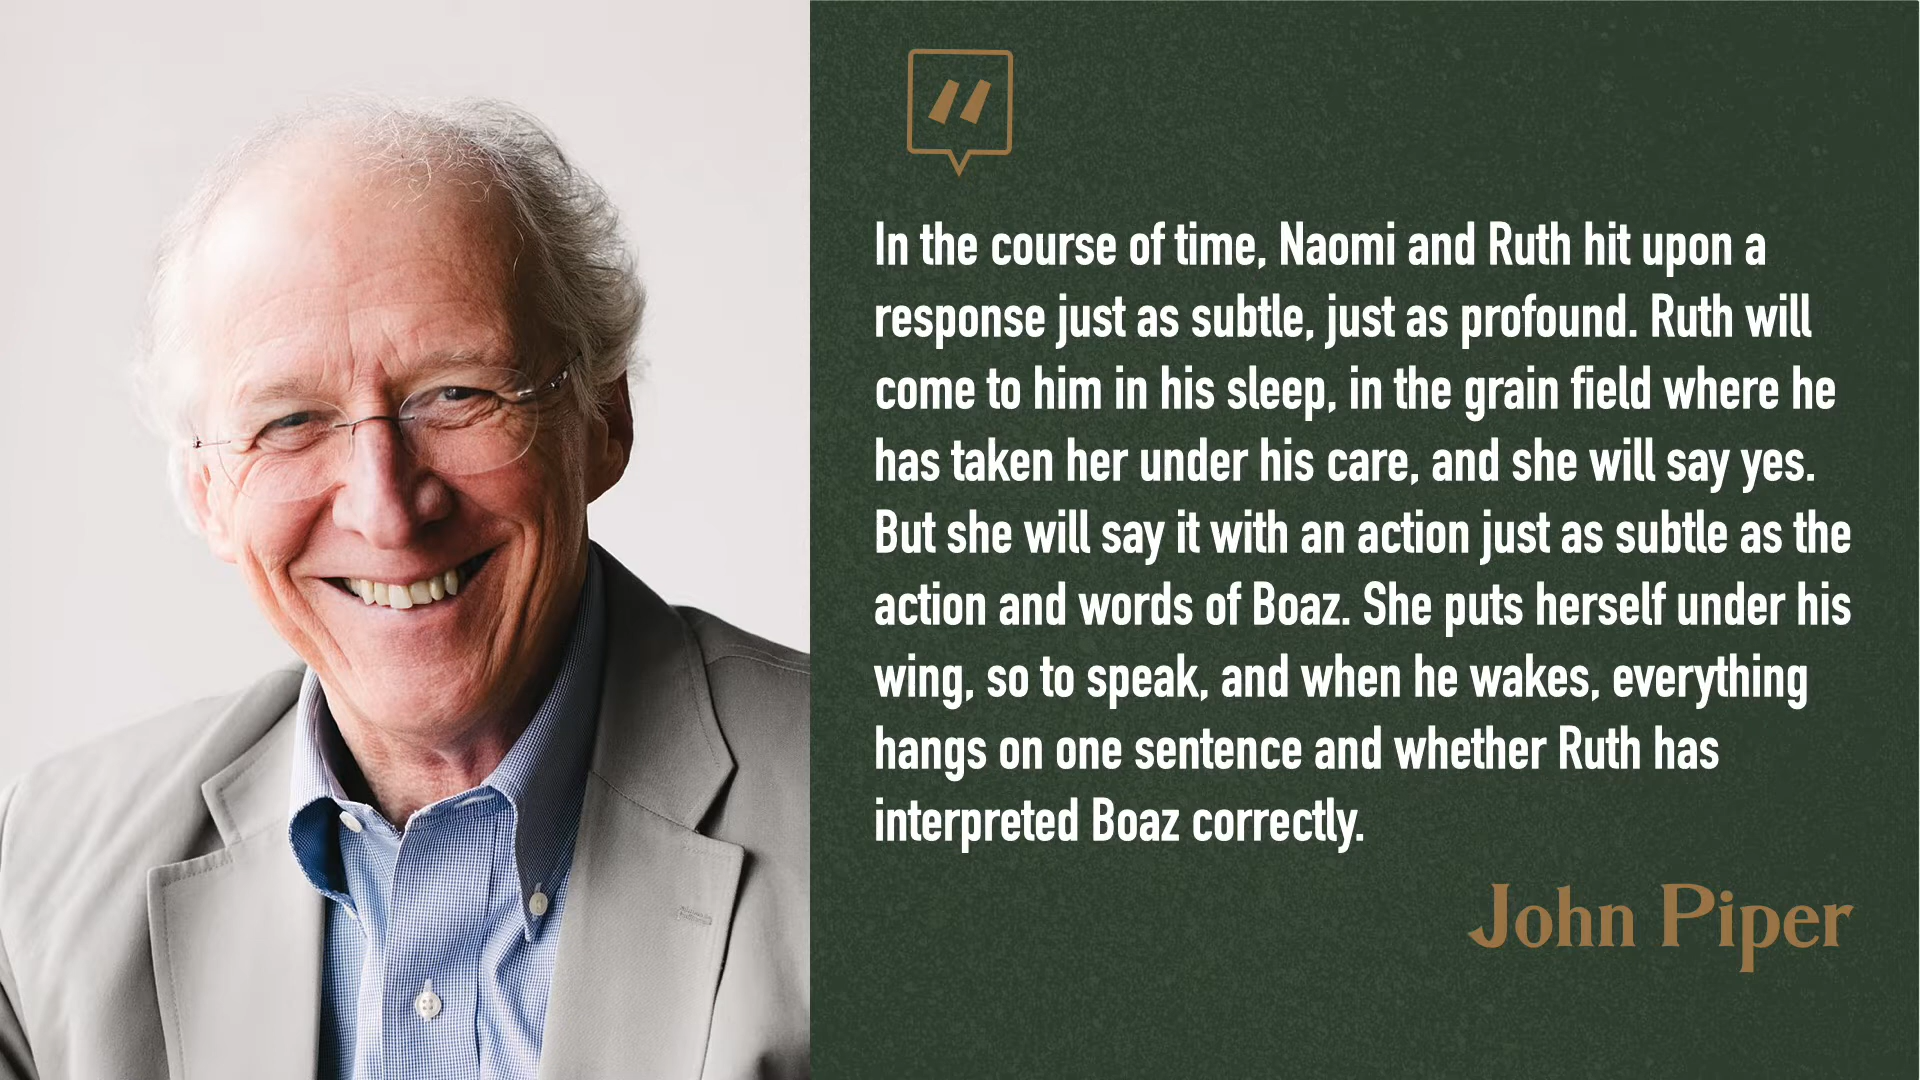 In the course of time, Naomi and Ruth hit upon a
response just as subtle, just as profound. Ruth will
come to him in his sleep, in the grain field where he
has taken her under his care, and she will say yes.
But she will say it with an action just as subtle as the
action and words of Boaz. She puts herself under his
wing, so to speak, and when he wakes, everything
hangs on one sentence and whether Ruth has
interpreted Boaz correctly.
John Piper